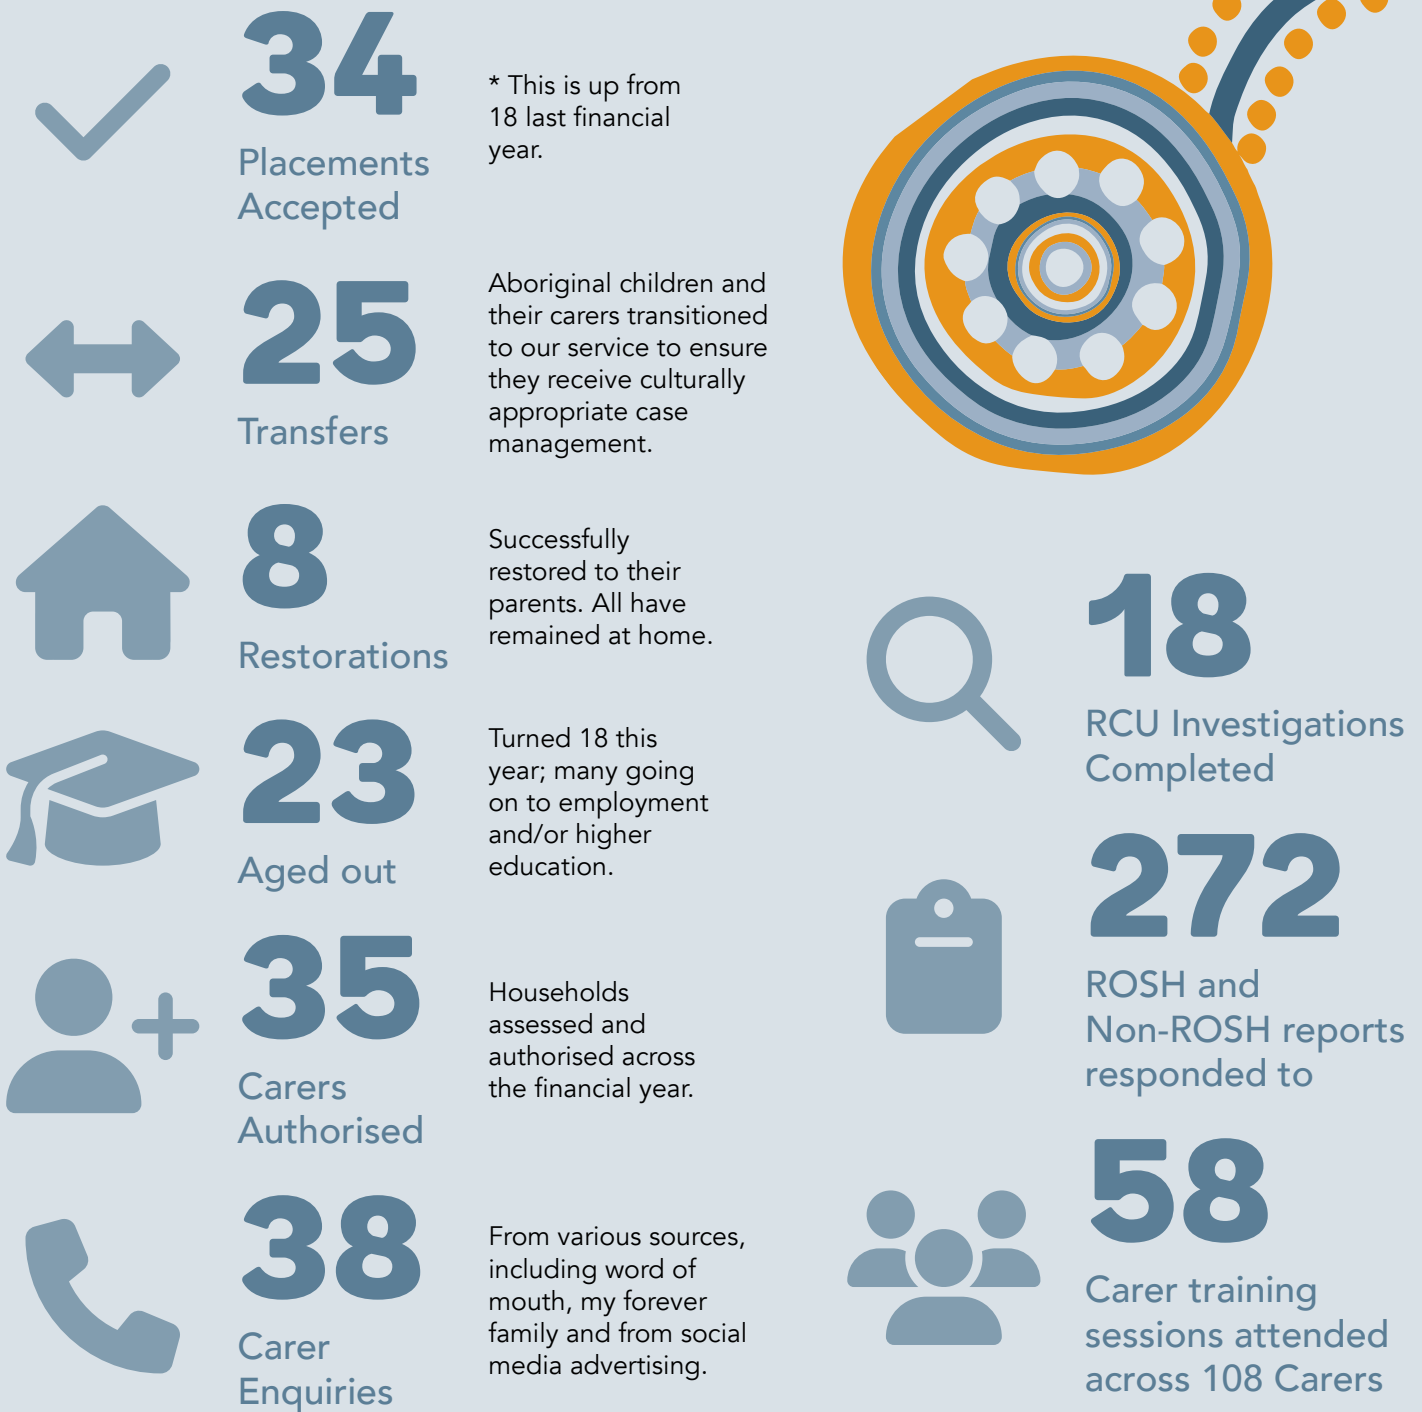 34
Placements
Accepted
* This is up from
18 last financial
year.
25
Transfers
Aboriginal children and
their carers transitioned
to our service to ensure
they receive culturally
appropriate case
management.
8
Restorations
Successfully
restored to their
parents. All have
remained at home.
23
Aged out
Turned 18 this
year; many going
on to employment
and/or higher
education.
35
Carers
Authorised
Households
assessed and
authorised across
the financial year.
38
Carer
Enquiries
From various sources,
including word of
mouth, my forever
family and from social
media advertising.
18
RCU Investigations
Completed
272
ROSH and
Non-ROSH reports
responded to
58
Carer training
sessions attended
across 108 Carers